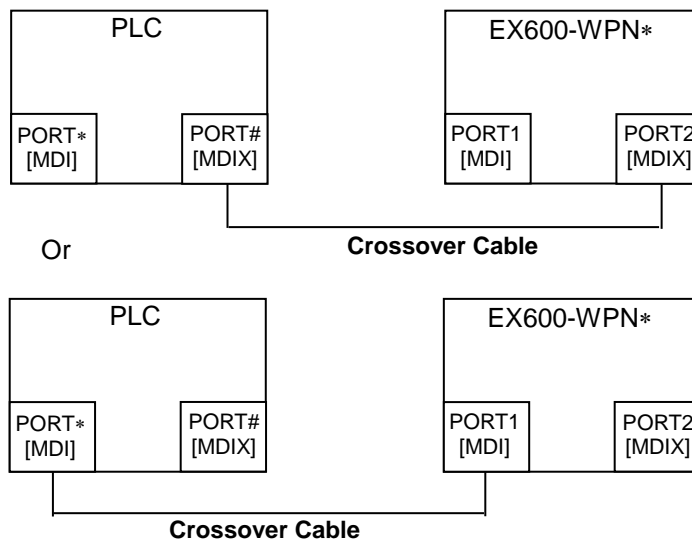 PLC
EX600-WPN*
PORT*
[MDI]
PORT#
[MDIX]
PORT1
[MDI]
PORT2
[MDIX]
Crossover Cable
Or
PLC
EX600-WPN*
PORT*
[MDI]
PORT#
[MDIX]
PORT1
[MDI]
PORT2
[MDIX]
Crossover Cable